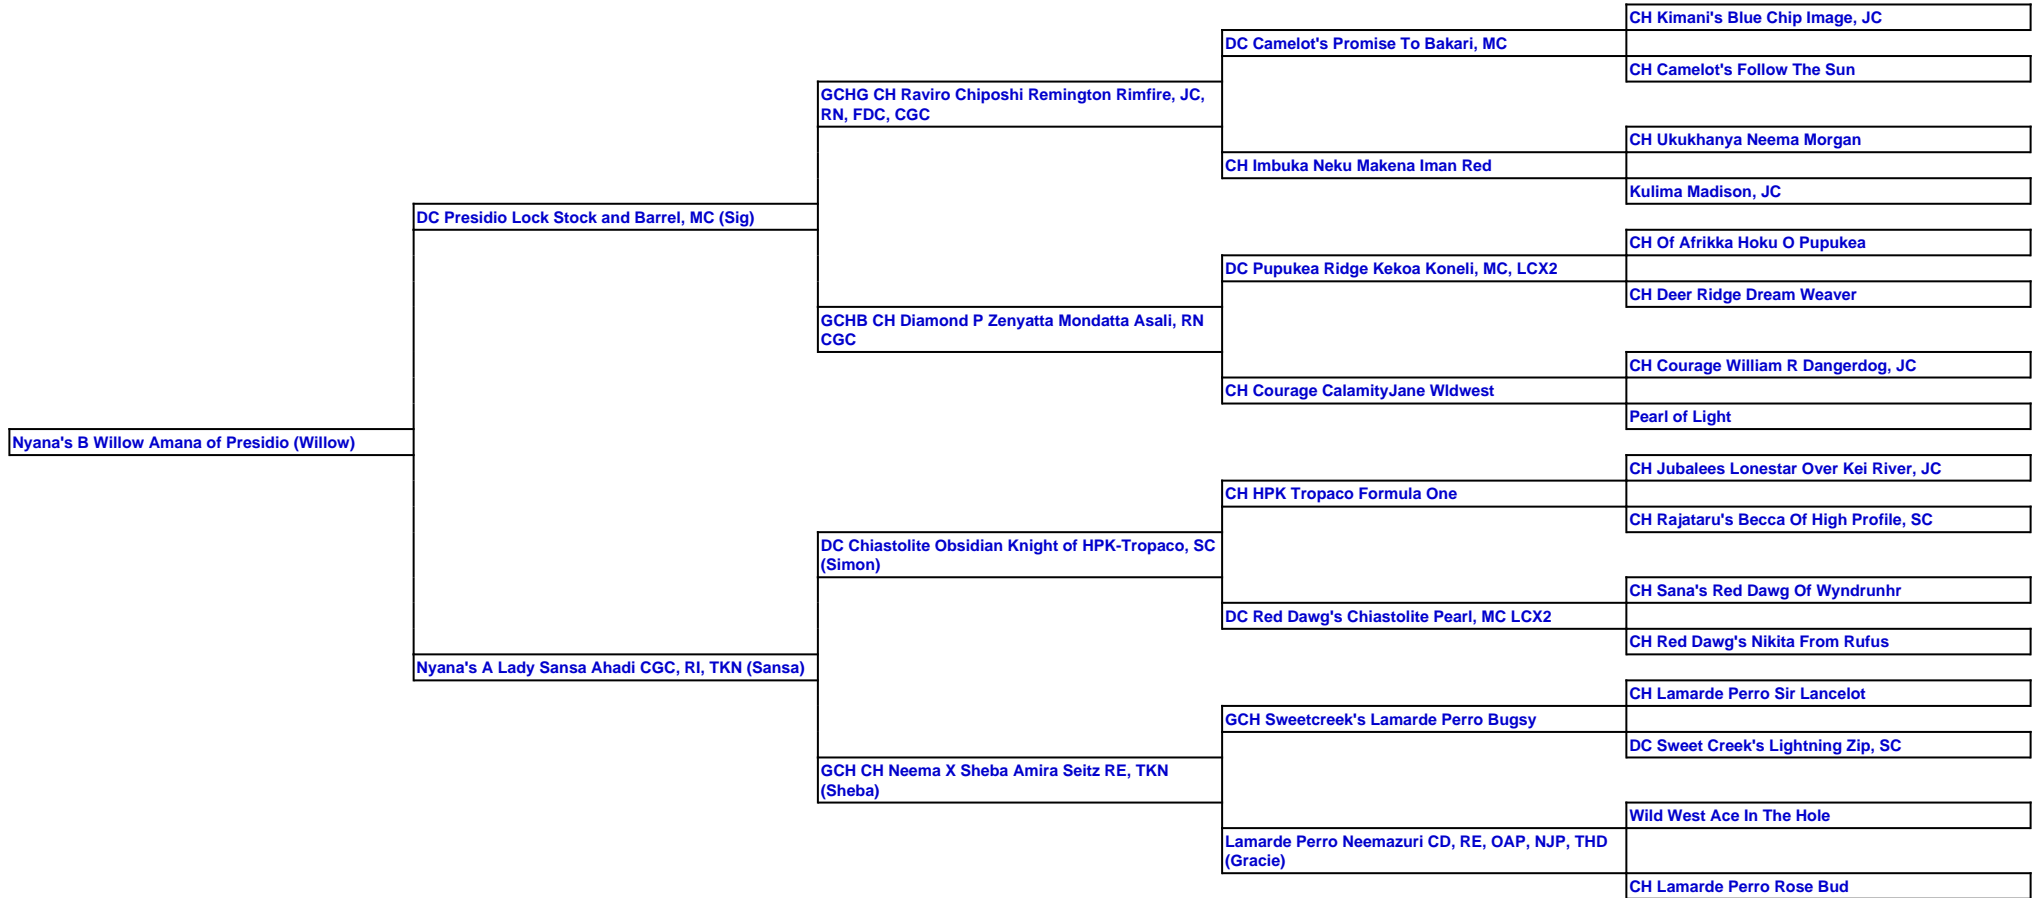 CH Kimani's Blue Chip Image, JC
DC Camelot's Promise To Bakari, MC
CH Camelot's Follow The Sun
GCHG CH Raviro Chiposhi Remington Rimfire, JC,
RN, FDC, CGC
CH Ukukhanya Neema Morgan
CH Imbuka Neku Makena Iman Red
Kulima Madison, JC
DC Presidio Lock Stock and Barrel, MC (Sig)
CH Of Afrikka Hoku O Pupukea
DC Pupukea Ridge Kekoa Koneli, MC, LCX2
CH Deer Ridge Dream Weaver
GCHB CH Diamond P Zenyatta Mondatta Asali, RN
CGC
CH Courage William R Dangerdog, JC
CH Courage CalamityJane Wldwest
Pearl of Light
Nyana's B Willow Amana of Presidio (Willow)
CH Jubalees Lonestar Over Kei River, JC
CH HPK Tropaco Formula One
CH Rajataru's Becca Of High Profile, SC
DC Chiastolite Obsidian Knight of HPK-Tropaco, SC
(Simon)
CH Sana's Red Dawg Of Wyndrunhr
DC Red Dawg's Chiastolite Pearl, MC LCX2
CH Red Dawg's Nikita From Rufus
Nyana's A Lady Sansa Ahadi CGC, RI, TKN (Sansa)
CH Lamarde Perro Sir Lancelot
GCH Sweetcreek's Lamarde Perro Bugsy
DC Sweet Creek's Lightning Zip, SC
GCH CH Neema X Sheba Amira Seitz RE, TKN
(Sheba)
Wild West Ace In The Hole
Lamarde Perro Neemazuri CD, RE, OAP, NJP, THD
(Gracie)
CH Lamarde Perro Rose Bud